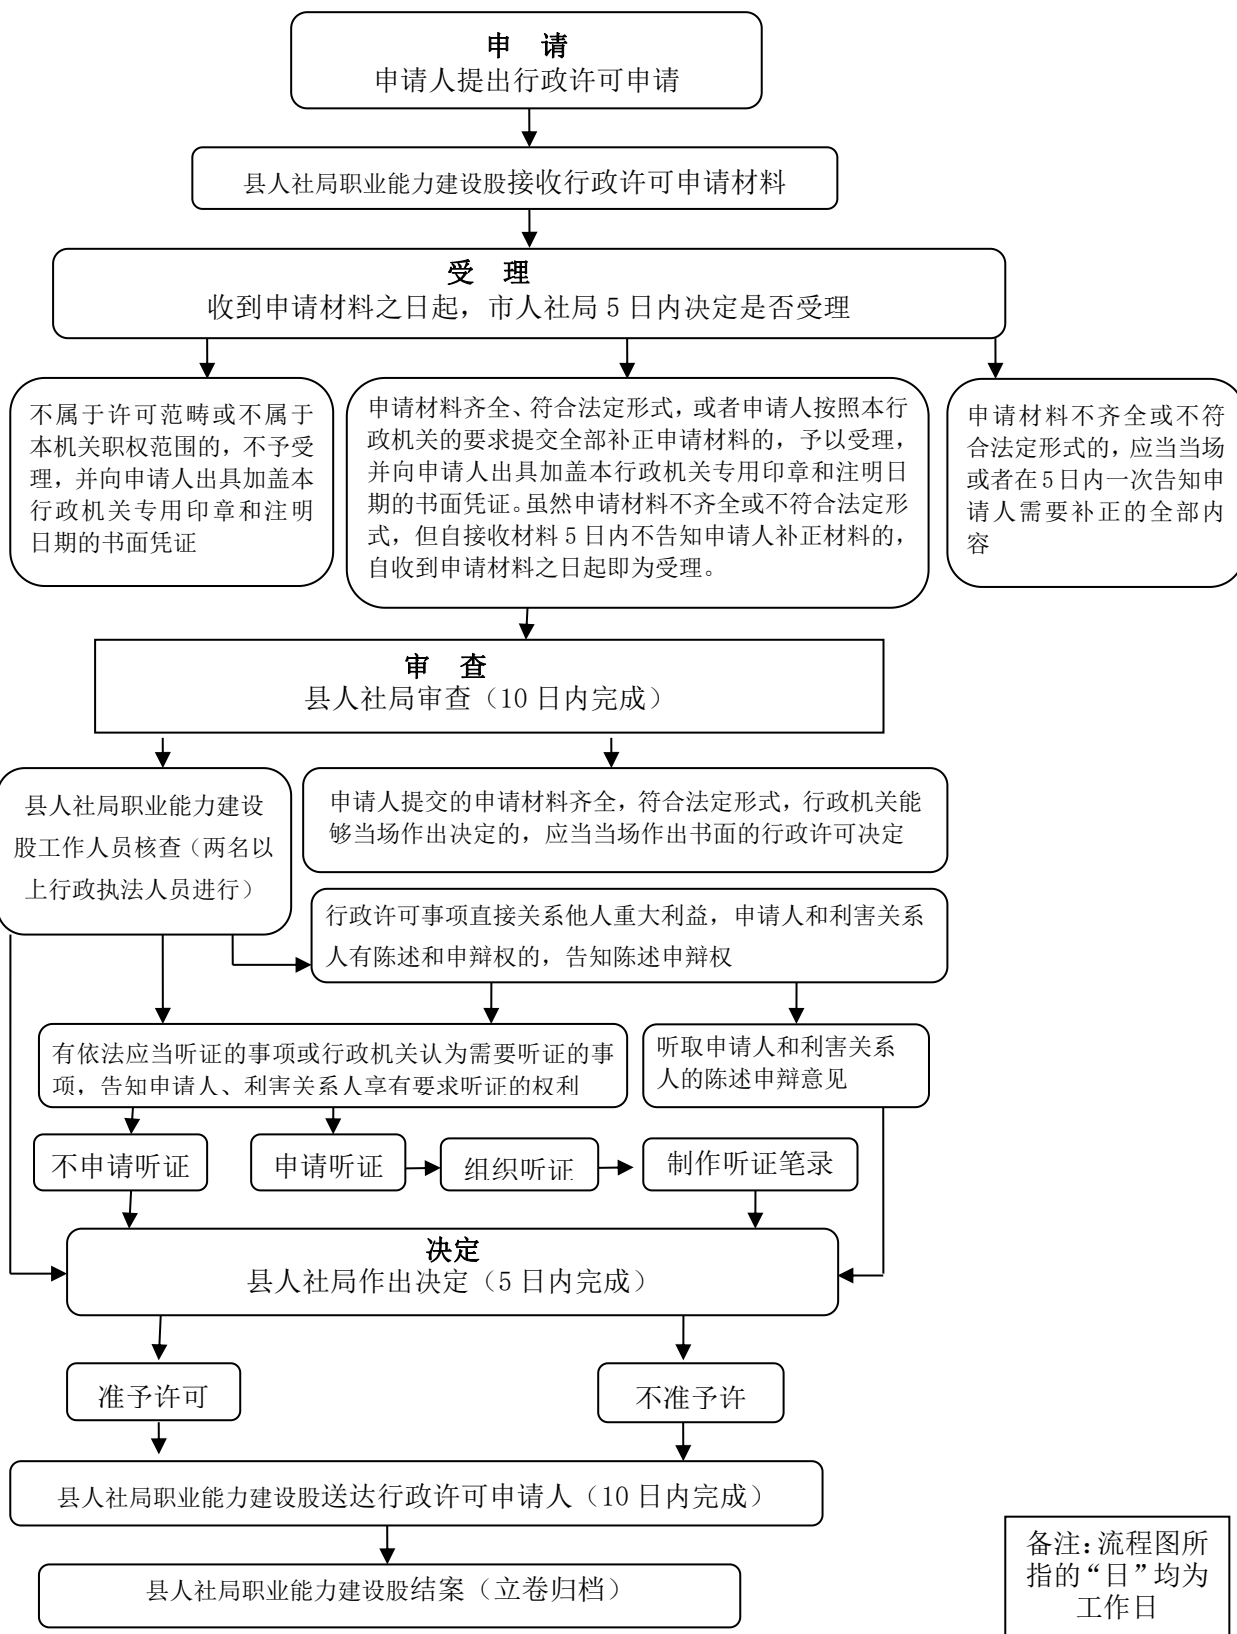 申　请
申请人提出行政许可申请
县人社局职业能力建设股接收行政许可申请材料
受　理
收到申请材料之日起，市人社局 5 日内决定是否受理
不属于许可范畴或不属于
本机关职权范围的，不予受
理，并向申请人出具加盖本
行政机关专用印章和注明
日期的书面凭证
申请材料齐全、符合法定形式，或者申请人按照本行
政机关的要求提交全部补正申请材料的，予以受理，
并向申请人出具加盖本行政机关专用印章和注明日
期的书面凭证。虽然申请材料不齐全或不符合法定形
式，但自接收材料 5 日内不告知申请人补正材料的，
自收到申请材料之日起即为受理。
申请材料不齐全或不符
合法定形式的，应当当场
或者在 5 日内一次告知申
请人需要补正的全部内
容
审　查
县人社局审查（10 日内完成）
县人社局职业能力建设
股工作人员核查（两名以
上行政执法人员进行）
申请人提交的申请材料齐全，符合法定形式，行政机关能
够当场作出决定的，应当当场作出书面的行政许可决定
行政许可事项直接关系他人重大利益，申请人和利害关系
人有陈述和申辩权的，告知陈述申辩权
有依法应当听证的事项或行政机关认为需要听证的事
项，告知申请人、利害关系人享有要求听证的权利
听取申请人和利害关系
人的陈述申辩意见
不申请听证
申请听证
组织听证
制作听证笔录
决定
县人社局作出决定（5 日内完成）
准予许可
不准予许
县人社局职业能力建设股送达行政许可申请人（10 日内完成）
县人社局职业能力建设股结案（立卷归档）
备注：流程图所
指的“日”均为
工作日